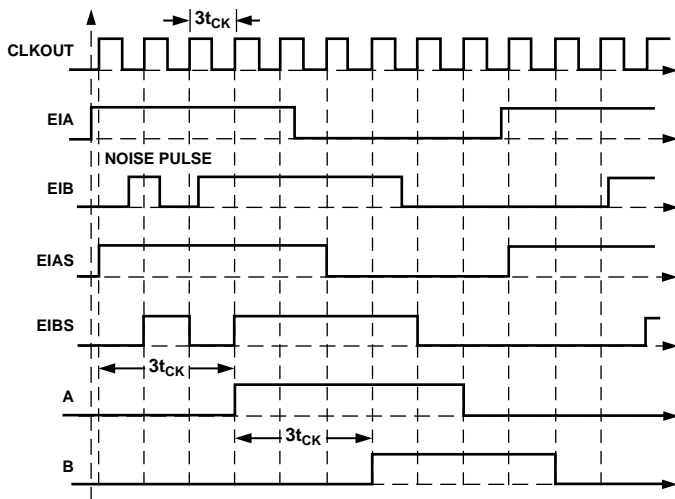 3tCK
CLKOUT
EIA
NOISE PULSE
EIB
EIAS
EIBS
3tCK
A
3tCK
B